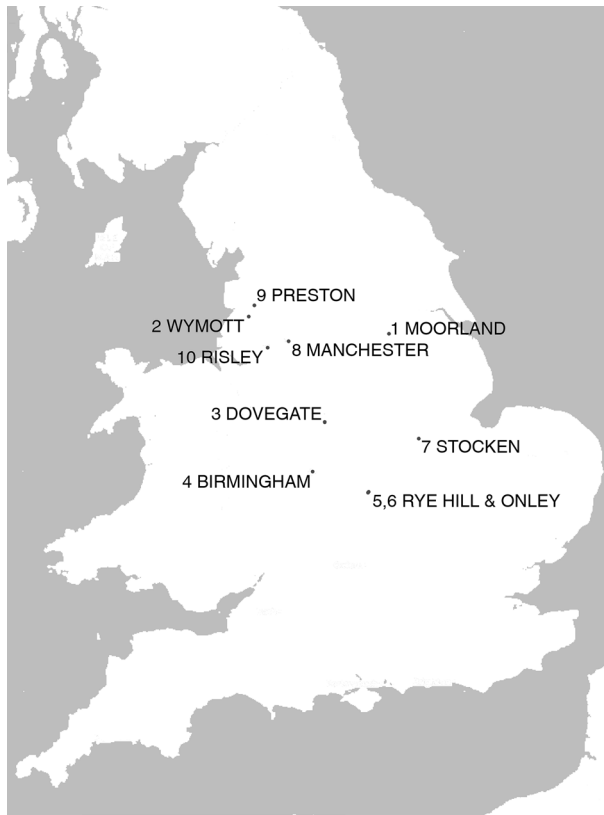 9 PRESTON
2 WYMOTT
1 MOORLAND
10 RISLEY
8 MANCHESTER
3 DOVEGATE
7 STOCKEN
4 BIRMINGHAM
5,6 RYE HILL & ONLEY